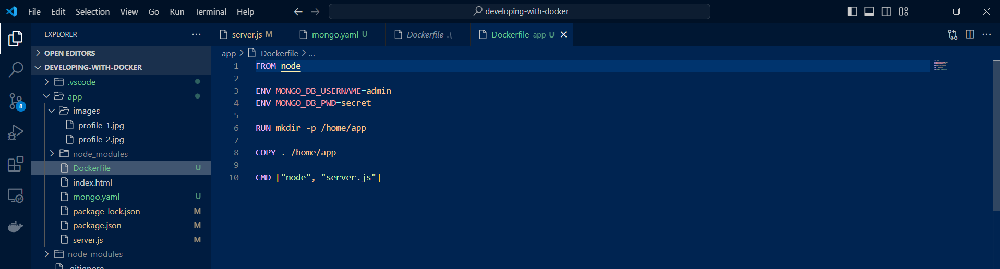 File Edit Selection View Go Run Terminal Help
developing-with-docker
EXPLORER
server.js M
mongo.yaml U
Dockerfile .\
Dockerfile app U
OPEN EDITORS
DEVELOPING-WITH-DOCKER
.vscode
app
images
profile-1.jpg
profile-2.jpg
node_modules
Dockerfile U
index.html
mongo.yaml U
package-lock.json M
package.json M
server.js M
node_modules
.gitignore
8
app > Dockerfile > ...
1 FROM node
2
3 ENV MONGO_DB_USERNAME=admin
4 ENV MONGO_DB_PWD=secret
5
6 RUN mkdir -p /home/app
7
8 COPY . /home/app
9
10 CMD ["node", "server.js"]